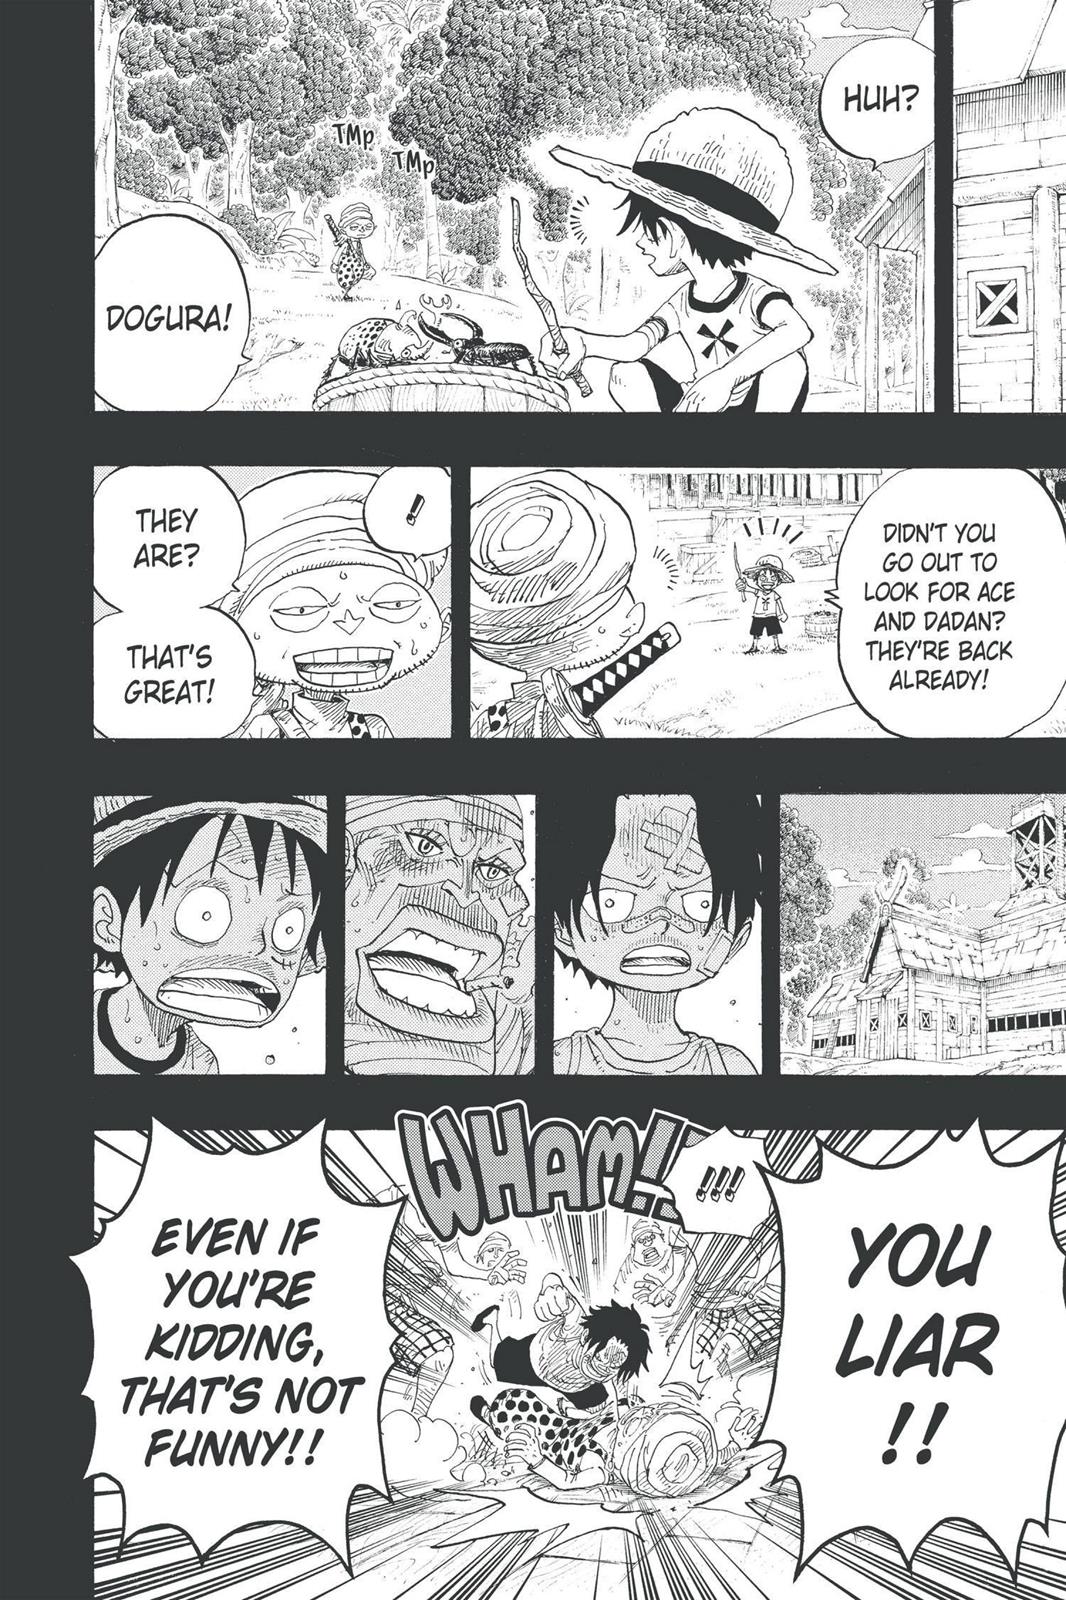 HUH?
TMP
TMP
DOGURA!
DIDN'T YOU
GO OUT TO
LOOK FOR ACE
AND DADAN?
THEY'RE BACK
ALREADY!
!
THEY
ARE?
THAT'S
GREAT!
YOU
LIAR
!!
!!!
WHAM!!
EVEN IF
YOU'RE
KIDDING,
THAT'S NOT
FUNNY!!